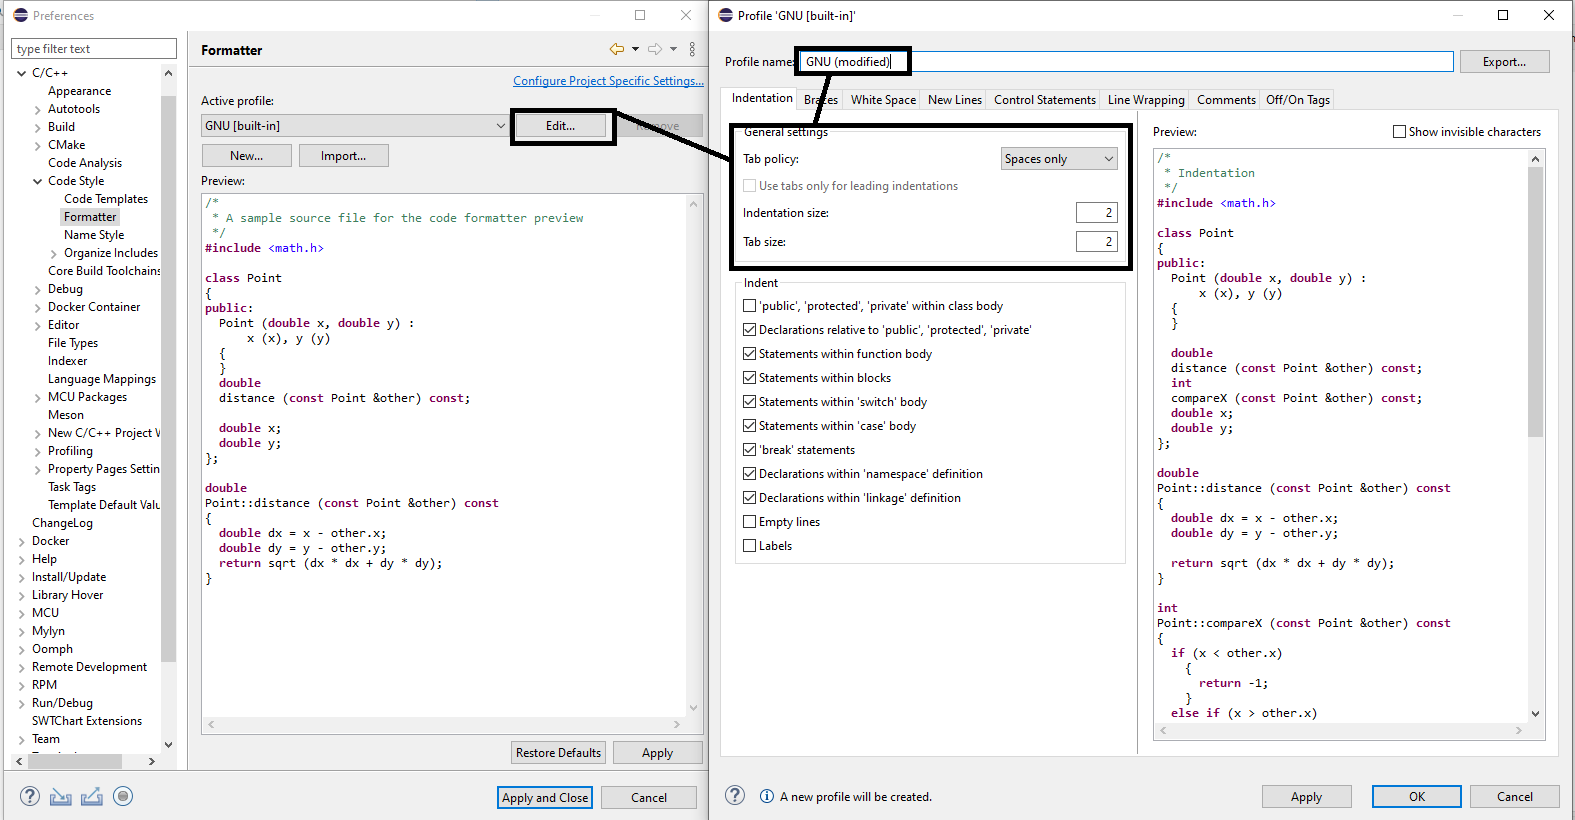 Preferences
type filter text
C/C++
Appearance
Autotools
Build
CMake
Code Analysis
Code Style
Code Templates
Formatter
Name Style
Organize Includes
Core Build Toolchains
Debug
Docker Container
Editor
File Types
Indexer
Language Mappings
MCU Packages
Meson
New C/C++ Project W
Profiling
Property Pages Settin
Task Tags
Template Default Valu
ChangeLog
Docker
Help
Install/Update
Library Hover
MCU
Mylyn
Oomph
Remote Development
RPM
Run/Debug
SWTChart Extensions
Team
Formatter
Configure Project Specific Settings...
Active profile:
GNU [built-in]
Edit...
Remove
New...
Import...
Preview:
/*
* A sample source file for the code formatter preview
*/
#include <math.h>
class Point
{
public:
Point (double x, double y) :
x (x), y (y)
{
}
double
distance (const Point &other) const;
double x;
double y;
};
double
Point::distance (const Point &other) const
{
double dx = x - other.x;
double dy = y - other.y;
return sqrt (dx * dx + dy * dy);
}
Restore Defaults
Apply
Apply and Close
Cancel
Profile 'GNU [built-in]'
Profile name:
GNU (modified)
Export...
Indentation
Braces
White Space
New Lines
Control Statements
Line Wrapping
Comments
Off/On Tags
General settings
Tab policy:
Spaces only
Use tabs only for leading indentations
Indentation size:
2
Tab size:
2
Indent
'public', 'protected', 'private' within class body
Declarations relative to 'public', 'protected', 'private'
Statements within function body
Statements within blocks
Statements within 'switch' body
Statements within 'case' body
'break' statements
Declarations within 'namespace' definition
Declarations within 'linkage' definition
Empty lines
Labels
Preview:
Show invisible characters
/*
* Indentation
*/
#include <math.h>
class Point
{
public:
Point (double x, double y) :
x (x), y (y)
{
}
double
distance (const Point &other) const;
int
compareX (const Point &other) const;
double x;
double y;
};
double
Point::distance (const Point &other) const
{
double dx = x - other.x;
double dy = y - other.y;
return sqrt (dx * dx + dy * dy);
}
int
Point::compareX (const Point &other) const
{
if (x < other.x)
{
return -1;
}
else if (x > other.x)
A new profile will be created.
Apply
OK
Cancel